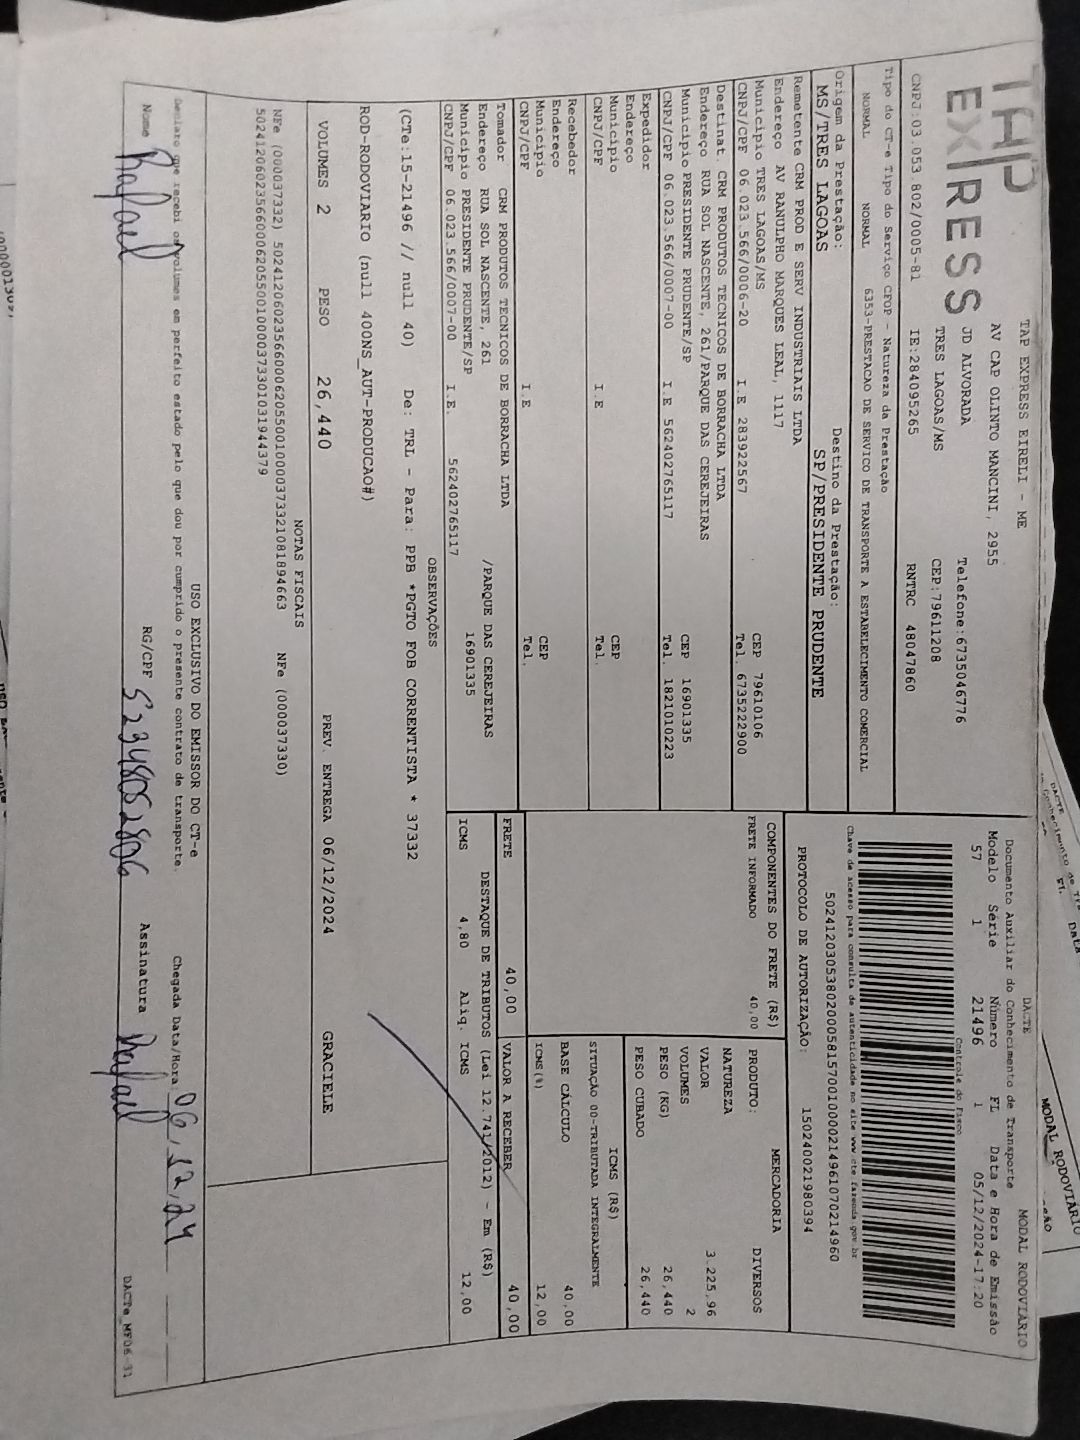 TAP
EXPRESS
TAP EXPRESS EIRELI - ME
AV CAP OLINTO MANCINI, 2955
JD ALVORADA Telefone:6735046776
TRES LAGOAS/MS CEP:79611208
CNPJ:03.053.802/0005-81 IE:284095265 RNTRC 48047860
DACTE MODAL RODOVIÁRIO
Documento Auxiliar do Conhecimento de Transporte
Modelo Série Número FL Data e Hora de Emissão
57 1 21496 1 05/12/2024-17:20
Controle do Fisco
Chave de acesso para consulta de autenticidade no site www.cte.fazenda.gov.br
50241203053802000581570010000214961070214960
PROTOCOLO DE AUTORIZAÇÃO: 150240021980394
Tipo do CT-e Tipo do Serviço CFOP - Natureza da Prestação
NORMAL NORMAL 6353-PRESTACAO DE SERVICO DE TRANSPORTE A ESTABELECIMENTO COMERCIAL
Origem da Prestação: Destino da Prestação:
MS/TRES LAGOAS SP/PRESIDENTE PRUDENTE
Remetente CRM PROD E SERV INDUSTRIAIS LTDA
Endereço AV RANULPHO MARQUES LEAL, 1117
Município TRES LAGOAS/MS CEP 79610106
CNPJ/CPF 06.023.566/0006-20 I.E 283922567 Tel. 6735222900
Destinat. CRM PRODUTOS TECNICOS DE BORRACHA LTDA
Endereço RUA SOL NASCENTE, 261/PARQUE DAS CEREJEIRAS
Município PRESIDENTE PRUDENTE/SP CEP 16901335
CNPJ/CPF 06.023.566/0007-00 I.E 562402765117 Tel. 1821010223
Expedidor
Endereço
Município CEP
CNPJ/CPF I.E Tel.
Recebedor
Endereço
Município CEP
CNPJ/CPF I.E Tel.
Tomador CRM PRODUTOS TECNICOS DE BORRACHA LTDA
Endereço RUA SOL NASCENTE, 261 /PARQUE DAS CEREJEIRAS
Município PRESIDENTE PRUDENTE/SP 16901335
CNPJ/CPF 06.023.566/0007-00 I.E. 562402765117
COMPONENTES DO FRETE (R$)
FRETE INFORMADO 40,00
MERCADORIA
PRODUTO: DIVERSOS
NATUREZA
VALOR 3.225,96
VOLUMES 2
PESO (KG) 26,440
PESO CUBADO 26,440
ICMS (R$)
SITUAÇÃO 00-TRIBUTADA INTEGRALMENTE
BASE CÁLCULO 40,00
ICMS(%) 12,00
FRETE 40,00 VALOR A RECEBER 40,00
DESTAQUE DE TRIBUTOS (Lei 12.741/2012) - Em (R$)
ICMS 4,80 Aliq. ICMS 12,00
OBSERVAÇÕES
(CTe:15-21496 // null 40) De: TRL - Para: PPB *PGTO FOB CORRENTISTA * 37332
ROD-RODOVIARIO (null 400NS_AUT-PRODUCAO#)
VOLUMES 2 PESO 26,440 PREV. ENTREGA 06/12/2024 GRACIELE
NOTAS FISCAIS
NFe (000037332) 50241206023566000620550010000373321081894663 NFe (000037330)
50241206023566000620550010000373301031944379
USO EXCLUSIVO DO EMISSOR DO CT-e
Declaro que recebi os volumes em perfeito estado pelo que dou por cumprido o presente contrato de transporte. Chegada Data/Hora: 06,12,24
Nome Rafael RG/CPF 52348052806 Assinatura Rafael
DACTe_MF06-31
MODAL RODOVIÁRIO